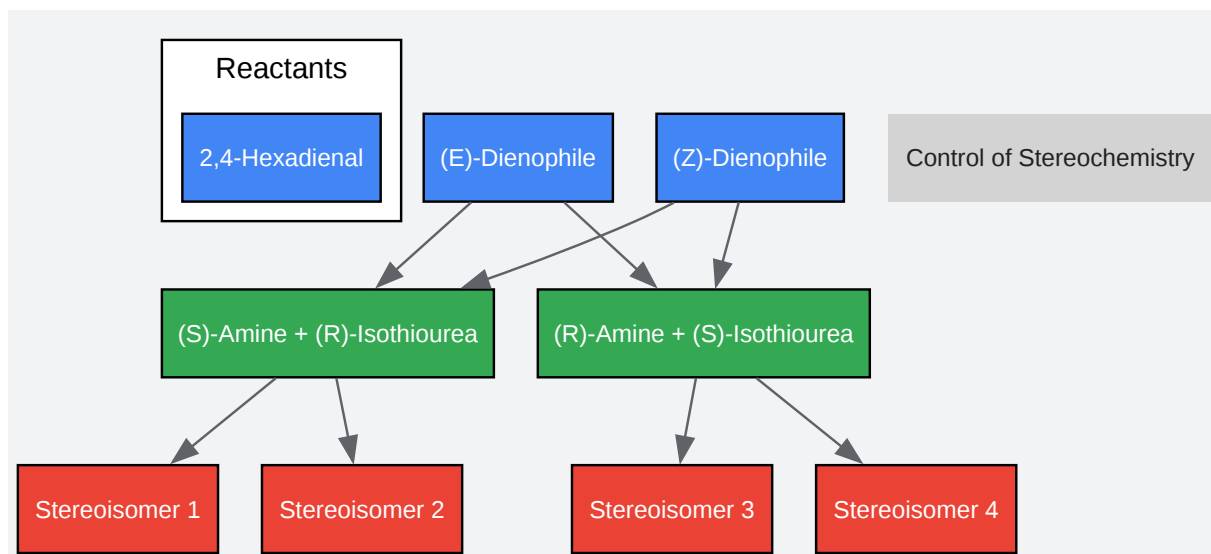 Reactants
2,4-Hexadienal
(E)-Dienophile
(Z)-Dienophile
Control of Stereochemistry
(S)-Amine + (R)-Isothiourea
(R)-Amine + (S)-Isothiourea
Stereoisomer 1
Stereoisomer 2
Stereoisomer 3
Stereoisomer 4